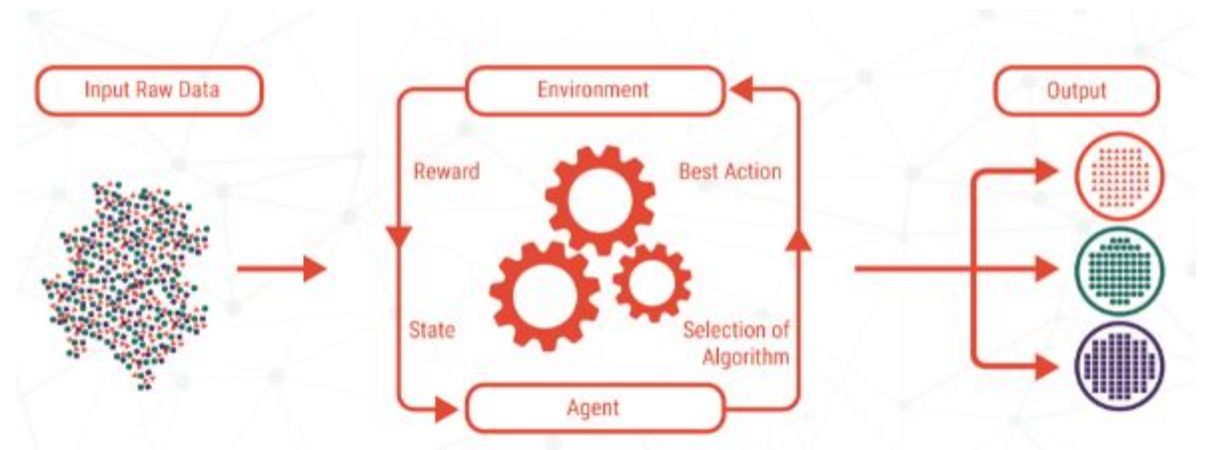 Input Raw Data
Environment
Output
Reward
Best Action
State
Selection of
Algorithm
Agent